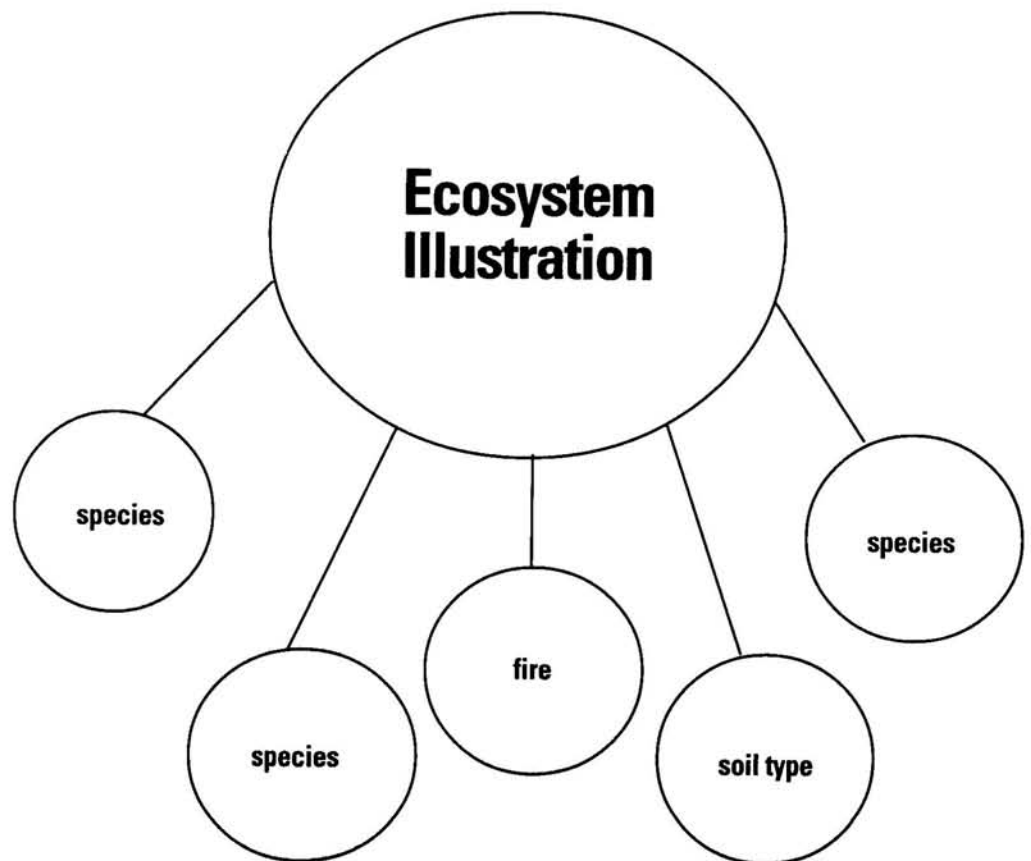 Ecosystem
Illustration
species
species
fire
soil type
species